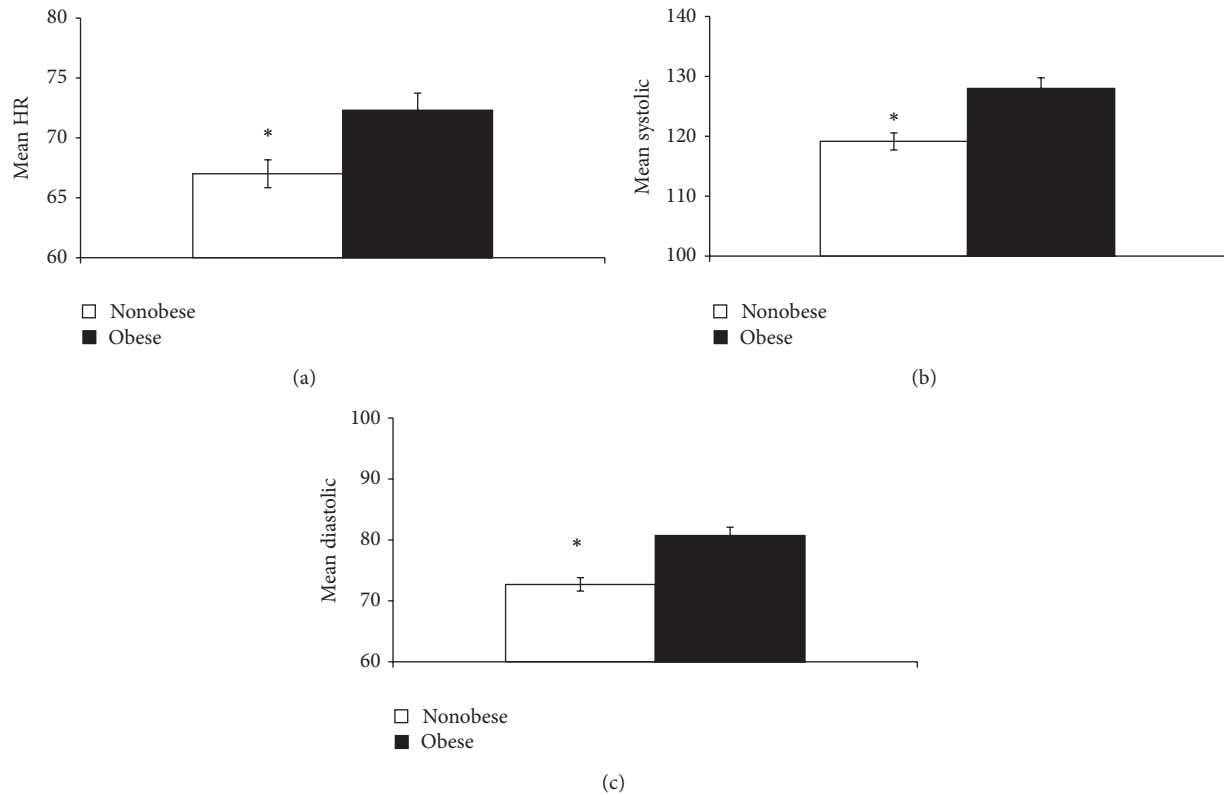 80
75
70
65
60
Mean HR
*
Nonobese
Obese
(a)
140
130
120
110
100
Mean systolic
*
Nonobese
Obese
(b)
100
90
80
70
60
Mean diastolic
*
Nonobese
Obese
(c)